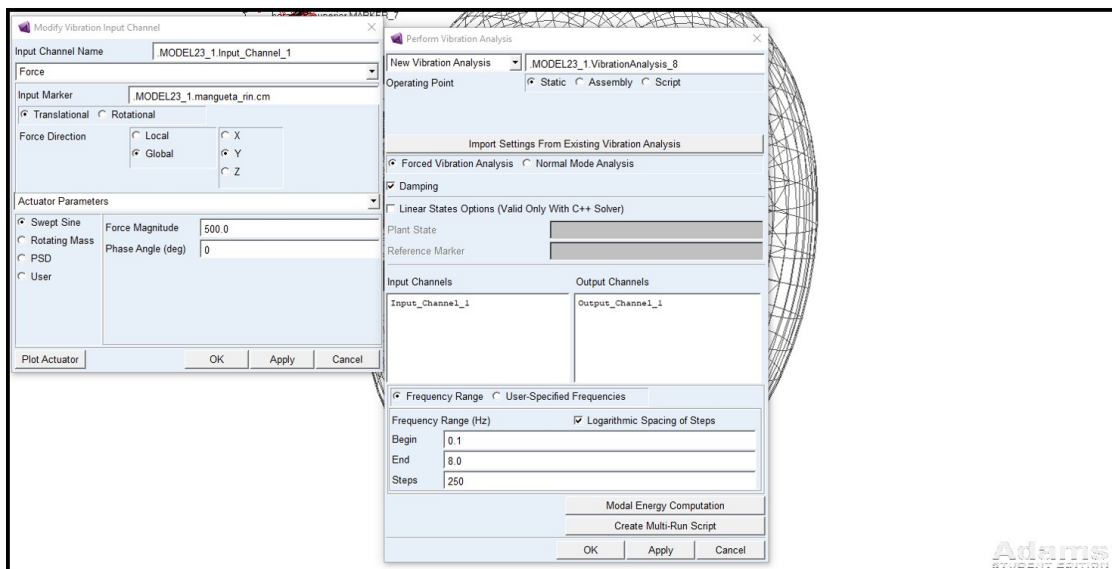 MARKER_7
Modify Vibration Input Channel
Input Channel Name .MODEL23_1.Input_Channel_1
Force
Input Marker .MODEL23_1.mangueta_rin.cm
Translational Rotational
Force Direction Local X
Global Y
Z
Actuator Parameters
Swept Sine Force Magnitude 500.0
Rotating Mass Phase Angle (deg) 0
PSD
User
Plot Actuator OK Apply Cancel
Perform Vibration Analysis
New Vibration Analysis .MODEL23_1.VibrationAnalysis_8
Operating Point Static Assembly Script
Import Settings From Existing Vibration Analysis
Forced Vibration Analysis Normal Mode Analysis
Damping
Linear States Options (Valid Only With C++ Solver)
Plant State
Reference Marker
Input Channels Output Channels
Input_Channel_1 Output_Channel_1
Frequency Range User-Specified Frequencies
Frequency Range (Hz) Logarithmic Spacing of Steps
Begin 0.1
End 8.0
Steps 250
Modal Energy Computation
Create Multi-Run Script
OK Apply Cancel
Adams
STUDENT EDITION